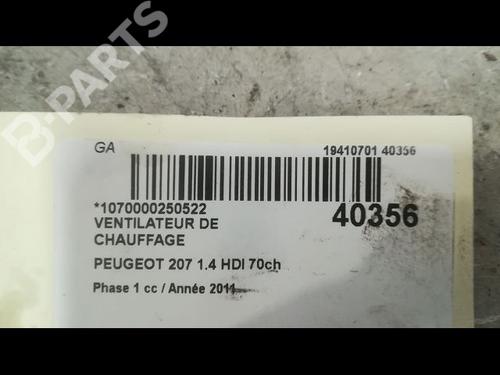 B-PARTS
GA
19410701 40356
*1070000250522
40356
VENTILATEUR DE
CHAUFFAGE
PEUGEOT 207 1.4 HDI 70ch
Phase 1 cc / Année 2011